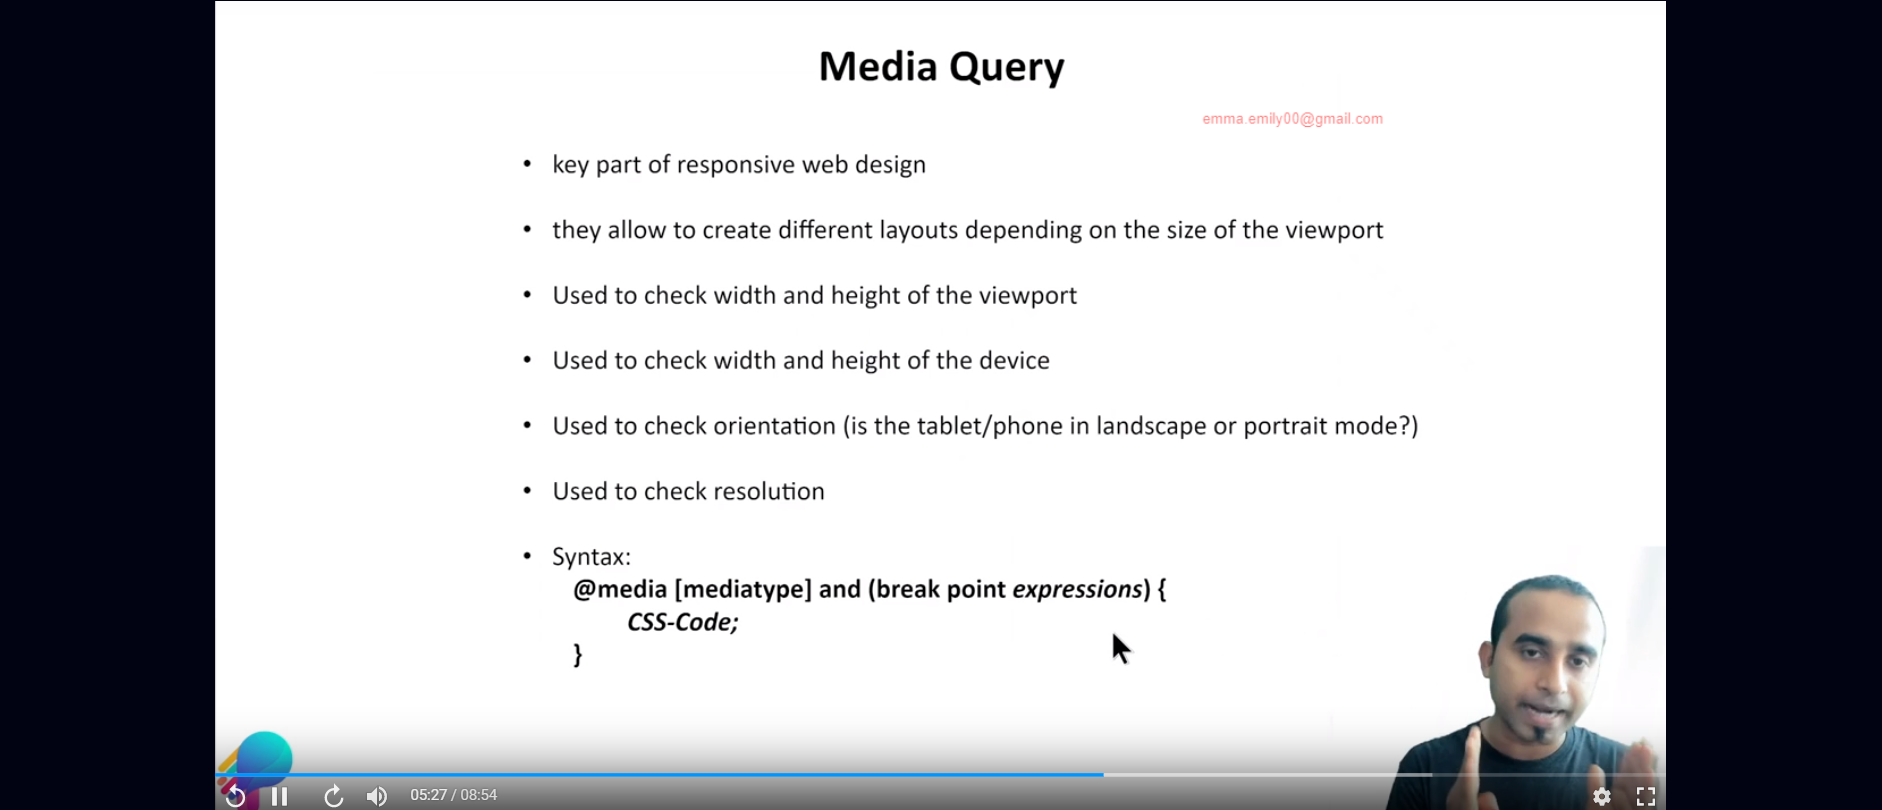 Media Query
emma.emily00@gmail.com
• key part of responsive web design
• they allow to create different layouts depending on the size of the viewport
• Used to check width and height of the viewport
• Used to check width and height of the device
• Used to check orientation (is the tablet/phone in landscape or portrait mode?)
• Used to check resolution
• Syntax:
@media [mediatype] and (break point expressions) {
CSS-Code;
}
05:27 / 08:54